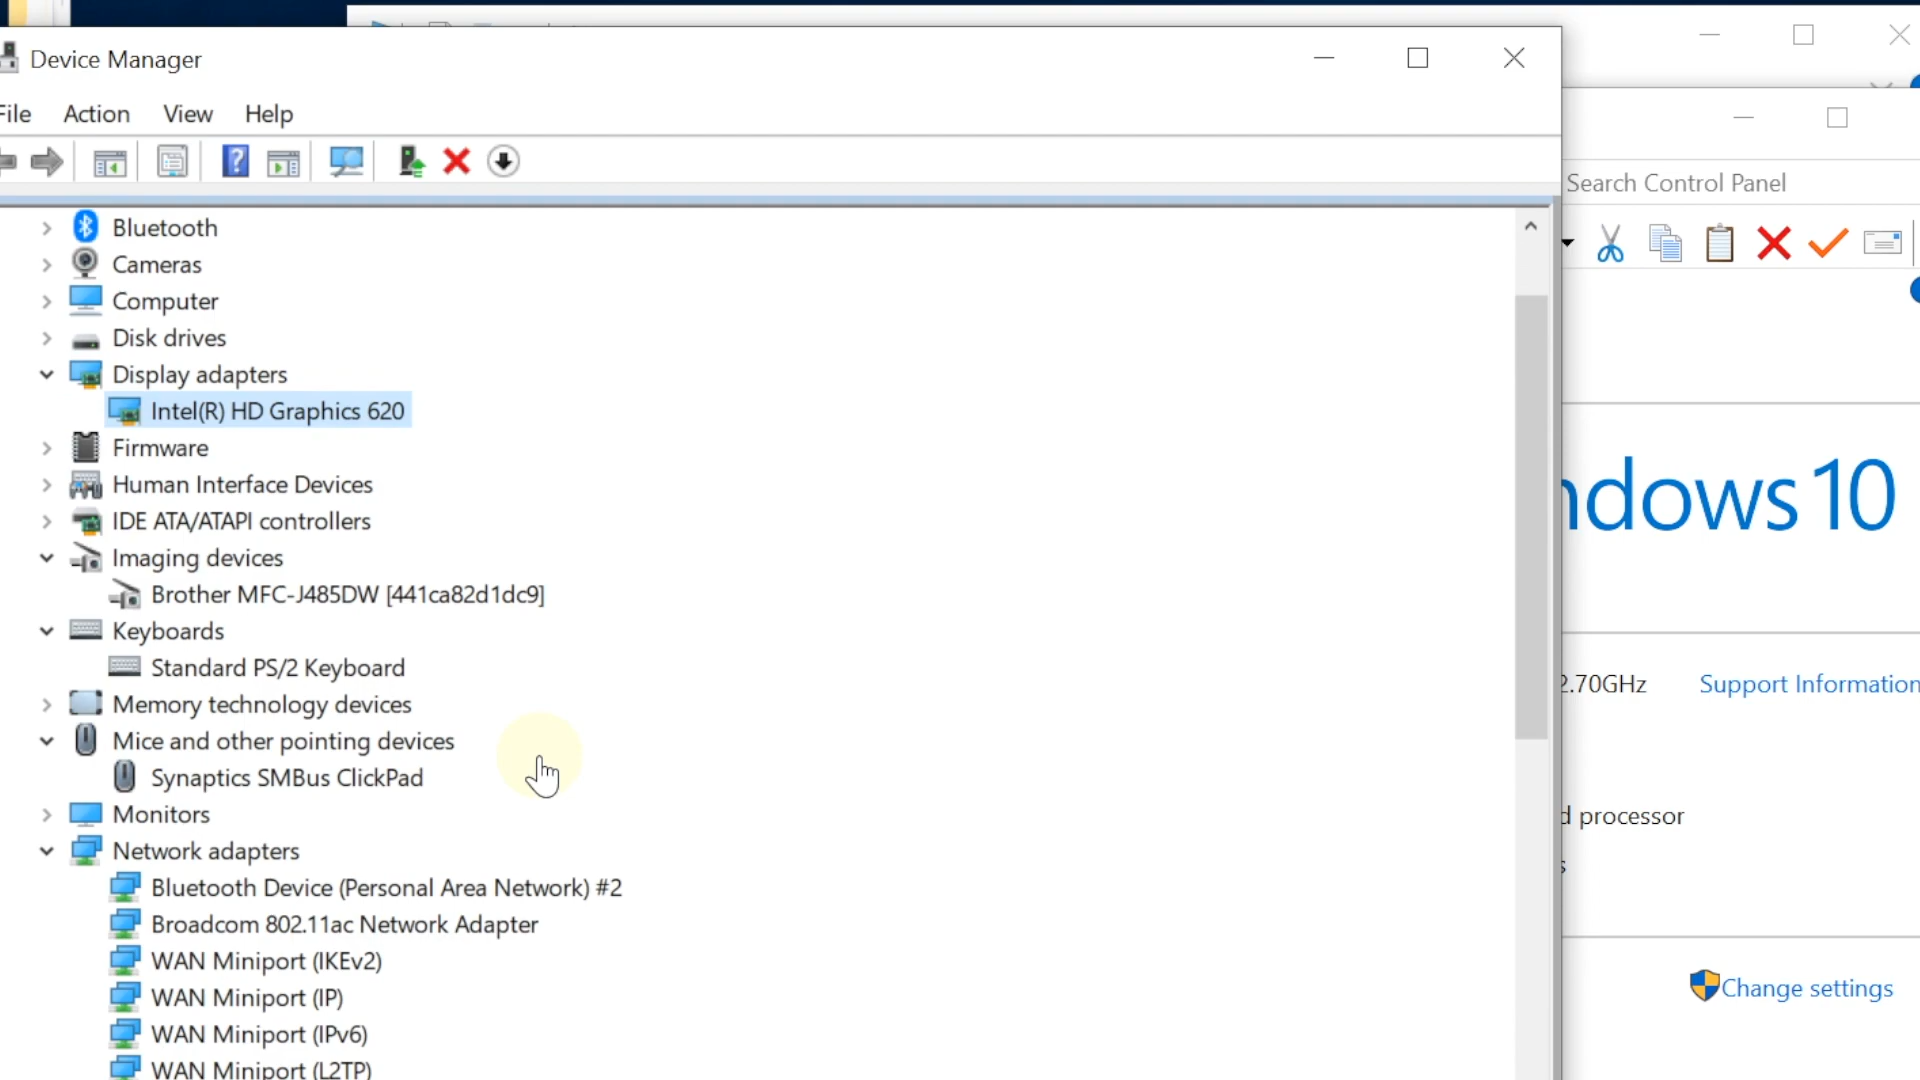 Device Manager
File Action View Help
Bluetooth
Cameras
Computer
Disk drives
Display adapters
Intel(R) HD Graphics 620
Firmware
Human Interface Devices
IDE ATA/ATAPI controllers
Imaging devices
Brother MFC-J485DW [441ca82d1dc9]
Keyboards
Standard PS/2 Keyboard
Memory technology devices
Mice and other pointing devices
Synaptics SMBus ClickPad
Monitors
Network adapters
Bluetooth Device (Personal Area Network) #2
Broadcom 802.11ac Network Adapter
WAN Miniport (IKEv2)
WAN Miniport (IP)
WAN Miniport (IPv6)
WAN Miniport (L2TP)
Search Control Panel
ndows 10
2.70GHz Support Information
d processor
s
Change settings